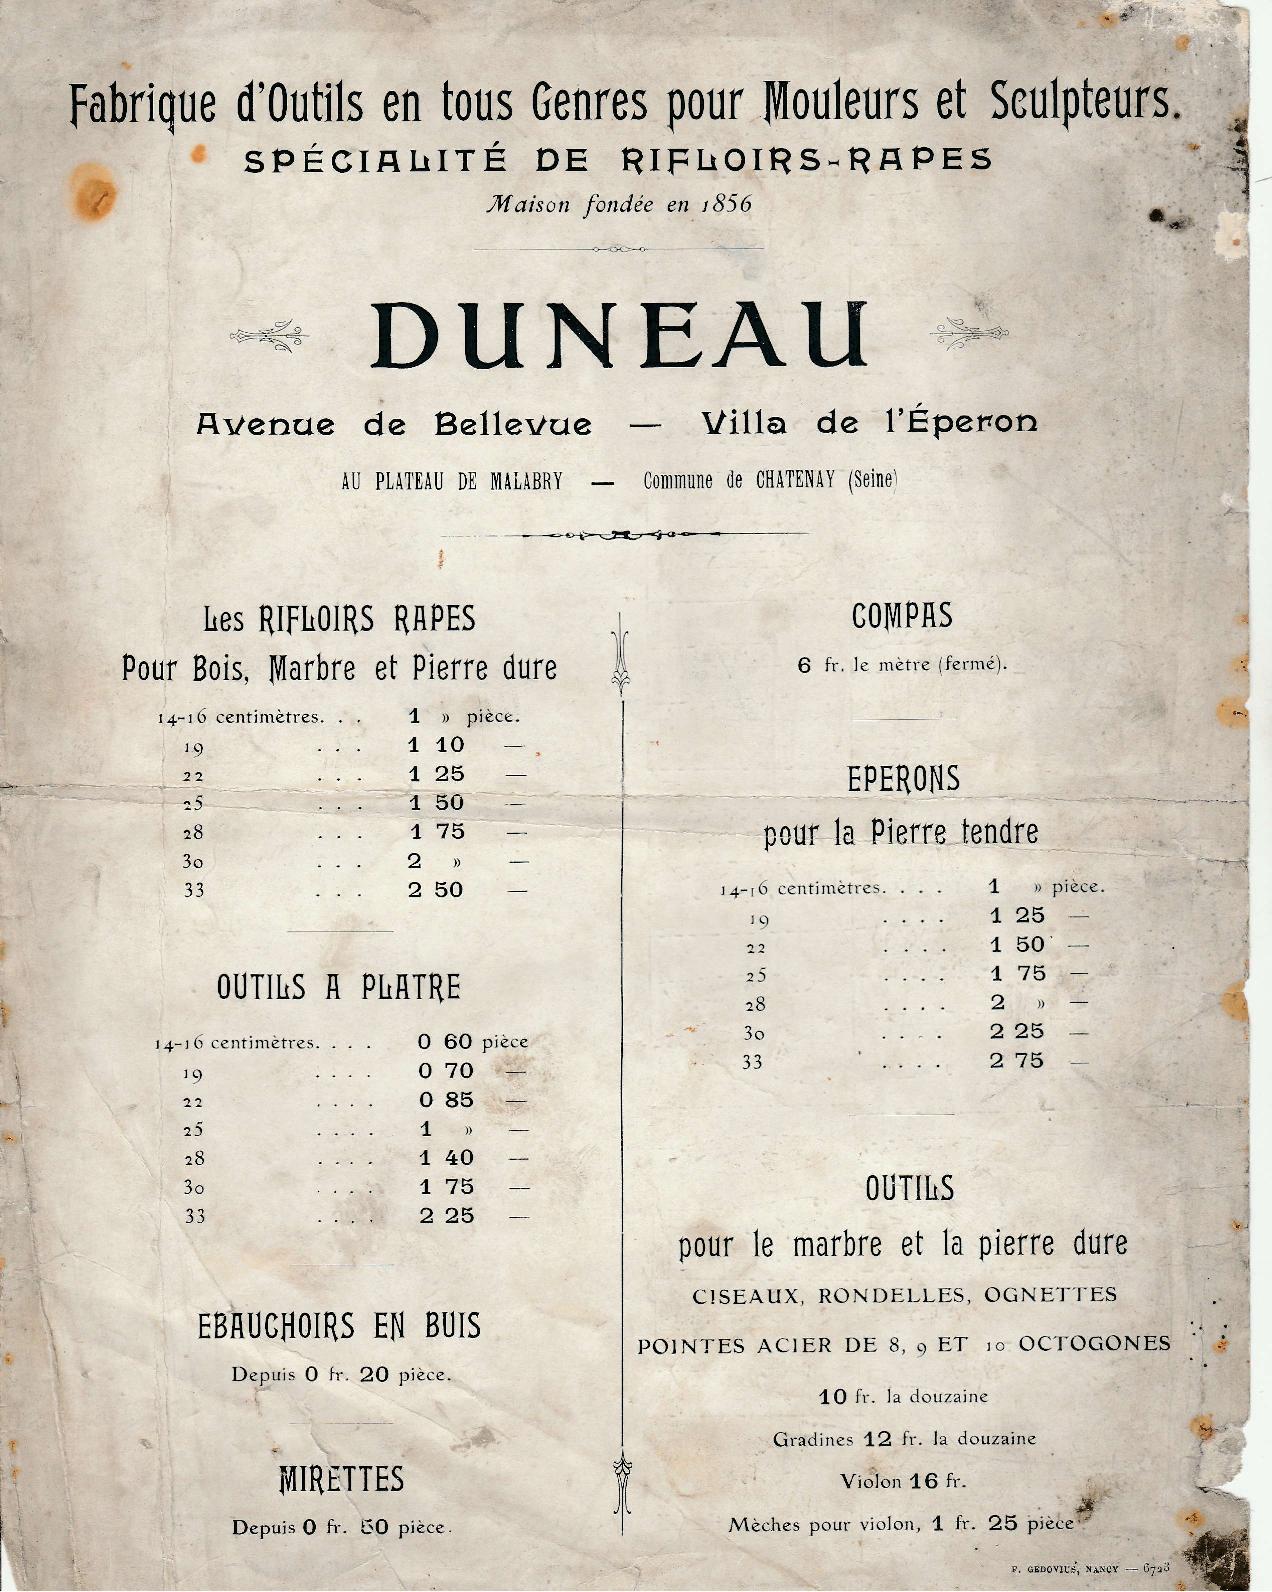 Fabrique d'Outils en tous Genres pour Mouleurs et Sculpteurs.
SPÉCIALITÉ DE RIFLOIRS-RAPES
Maison fondée en 1856
DUNEAU
Avenue de Bellevue — Villa de l'Éperon
AU PLATEAU DE MALABRY — Commune de CHATENAY (Seine)
Les RIFLOIRS RAPES
Pour Bois, Marbre et Pierre dure
14-16 centimètres. . . 1 » pièce.
19 . . . 1 10 —
22 . . . 1 25 —
25 . . . 1 50 —
28 . . . 1 75 —
30 . . . 2 » —
33 . . . 2 50 —
OUTILS A PLATRE
14-16 centimètres. . . . 0 60 pièce
19 . . . . 0 70 —
22 . . . . 0 85 —
25 . . . . 1 » —
28 . . . . 1 40 —
30 . . . . 1 75 —
33 . . . . 2 25 —
EBAUCHOIRS EN BUIS
Depuis 0 fr. 20 pièce.
MIRETTES
Depuis 0 fr. 50 pièce.
COMPAS
6 fr. le mètre (fermé).
EPERONS
pour la Pierre tendre
14-16 centimètres. . . . 1 » pièce.
19 . . . . 1 25 —
22 . . . . 1 50 —
25 . . . . 1 75 —
28 . . . . 2 » —
30 . . . . 2 25 —
33 . . . . 2 75 —
OUTILS
pour le marbre et la pierre dure
CISEAUX, RONDELLES, OGNETTES
POINTES ACIER DE 8, 9 ET 10 OCTOGONES
10 fr. la douzaine
Gradines 12 fr. la douzaine
Violon 16 fr.
Mèches pour violon, 1 fr. 25 pièce
P. GEDOVIUS, NANCY —